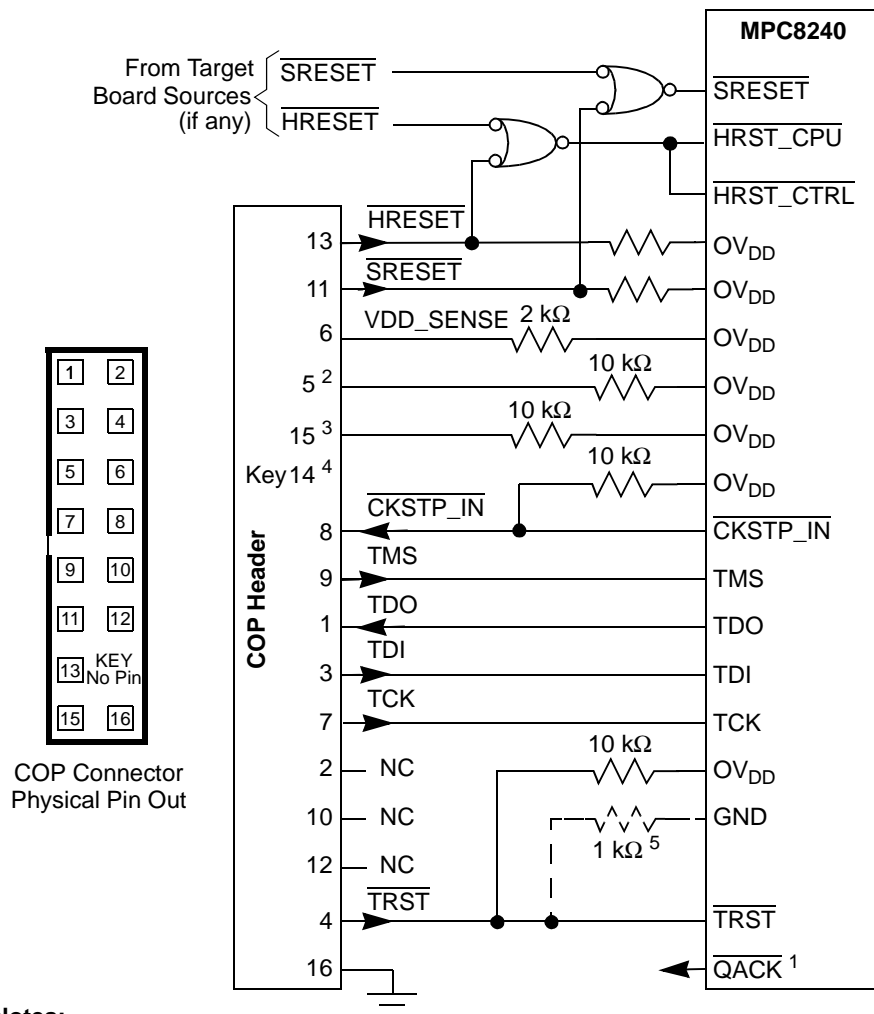 MPC8240
From Target
Board Sources
(if any)
SRESET
HRESET
SRESET
HRST_CPU
HRST_CTRL
COP Header
13 HRESET OVDD
11 SRESET OVDD
6 VDD_SENSE 2 kΩ OVDD
5 2 10 kΩ OVDD
15 3 10 kΩ OVDD
Key14 4 10 kΩ OVDD
8 CKSTP_IN CKSTP_IN
9 TMS TMS
1 TDO TDO
3 TDI TDI
7 TCK TCK
2 NC 10 kΩ OVDD
10 NC 1 kΩ 5 GND
12 NC
4 TRST TRST
16 QACK 1
1 2
3 4
5 6
7 8
9 10
11 12
13 KEY
No Pin
15 16
COP Connector
Physical Pin Out